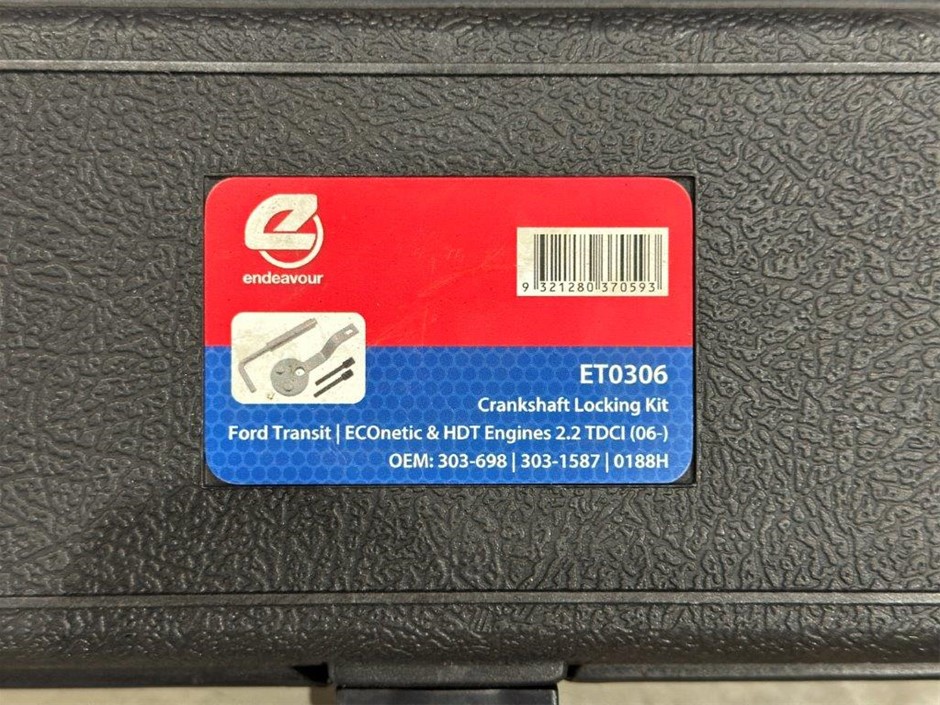 endeavour
9 321280 370593
ET0306
Crankshaft Locking Kit
Ford Transit | ECOnetic & HDT Engines 2.2 TDCI (06-)
OEM: 303-698 | 303-1587 | 0188H